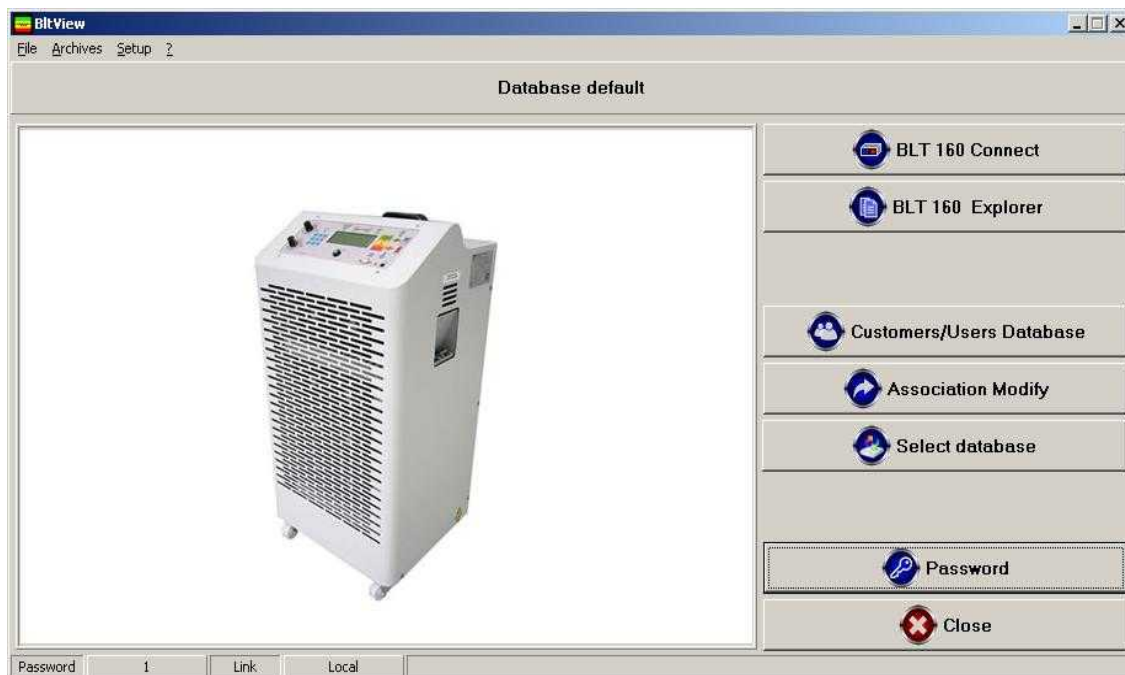 BltView
File Archives Setup ?
Database default
BLT 160 Connect
BLT 160 Explorer
Customers/Users Database
Association Modify
Select database
Password
Close
Password 1 Link Local